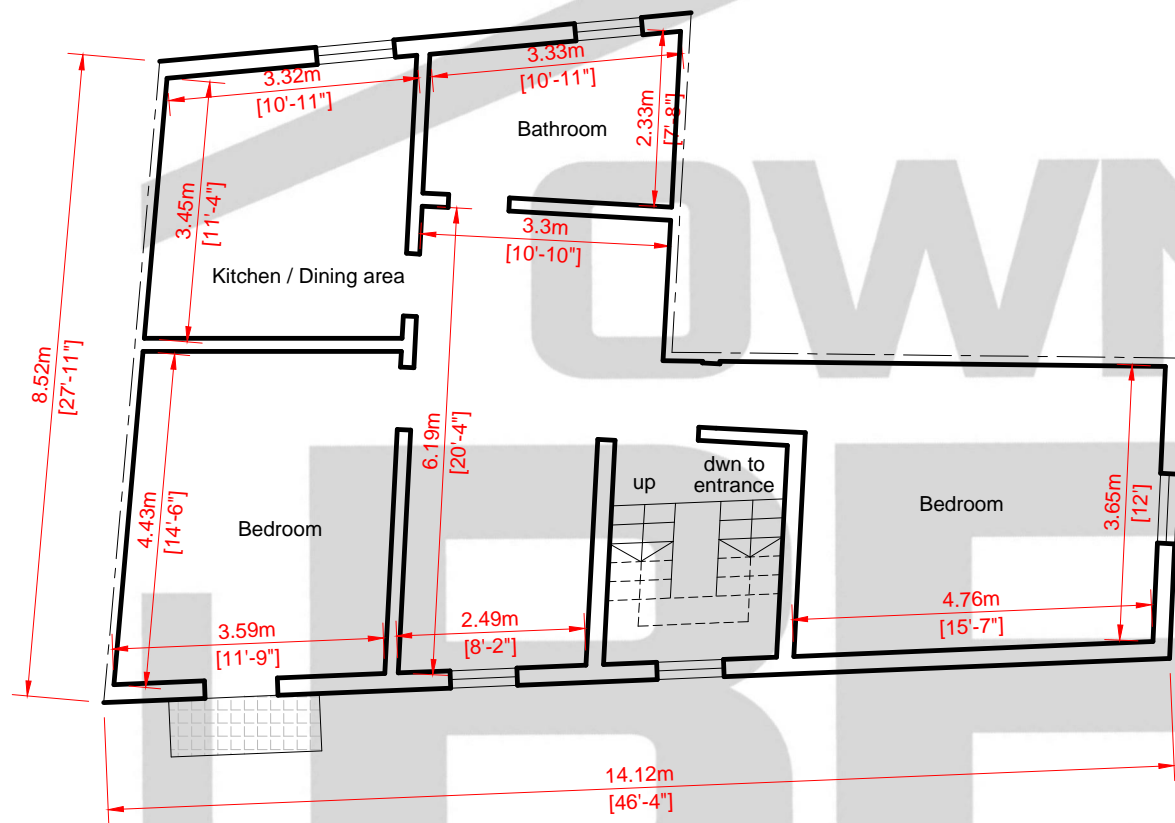 3.32m
[10'-11"]
3.33m
[10'-11"]
2.33m
[7'-8"]
Bathroom
3.45m
[11'-4"]
3.3m
[10'-10"]
Kitchen / Dining area
8.52m
[27'-11"]
6.19m
[20'-4"]
4.43m
[14'-6"]
Bedroom
up
dwn to
entrance
Bedroom
3.65m
[12']
3.59m
[11'-9"]
2.49m
[8'-2"]
4.76m
[15'-7"]
14.12m
[46'-4"]
OWN